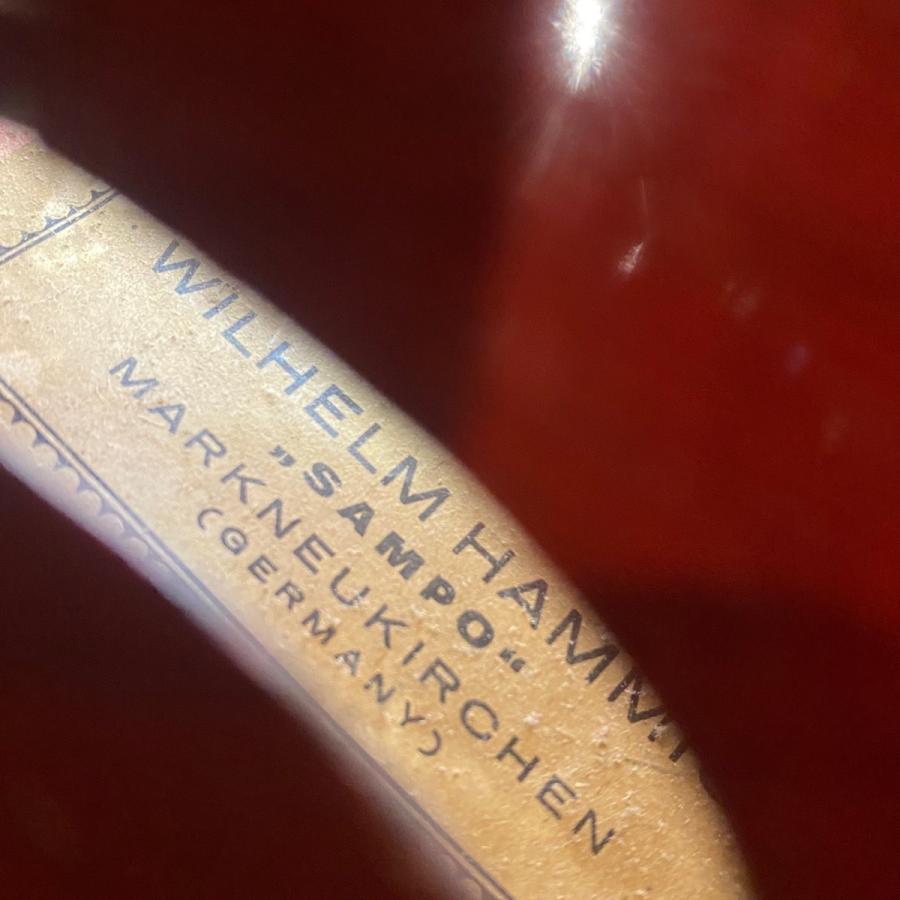 WILHELM HAMM
„SAMPO“
MARKNEUKIRCHEN
(GERMANY)